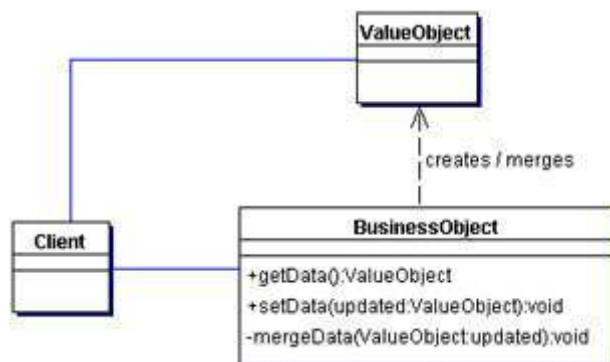 ValueObject
creates / merges
Client
BusinessObject
+getData():ValueObject
+setData(updated:ValueObject):void
-mergeData(ValueObject:updated):void